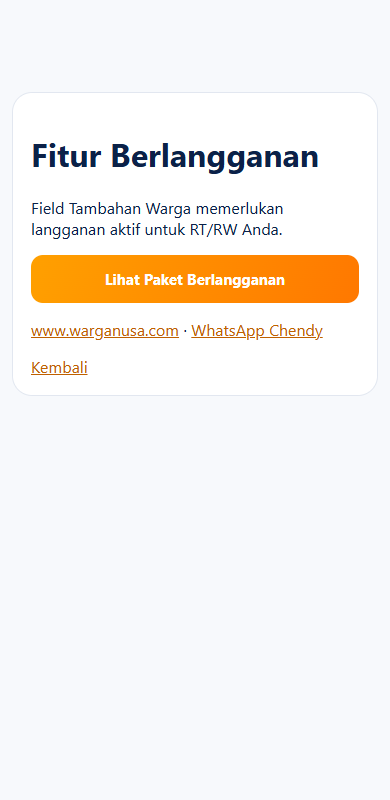 Fitur Berlangganan
Field Tambahan Warga memerlukan
langganan aktif untuk RT/RW Anda.
Lihat Paket Berlangganan
www.warganusa.com · WhatsApp Chendy
Kembali